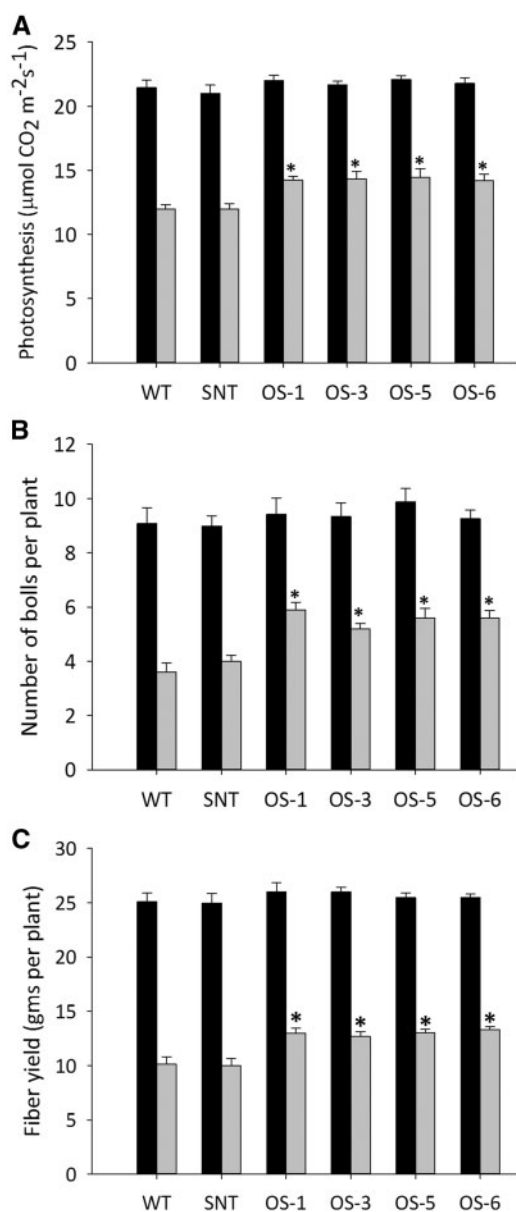 A
Photosynthesis (μmol CO₂ m⁻²s⁻¹)
25
20
15
10
5
0
* * * *
WT SNT OS-1 OS-3 OS-5 OS-6
B
Number of bolls per plant
12
10
8
6
4
2
0
* * * *
WT SNT OS-1 OS-3 OS-5 OS-6
C
Fiber yield (gms per plant)
30
25
20
15
10
5
0
* * * *
WT SNT OS-1 OS-3 OS-5 OS-6